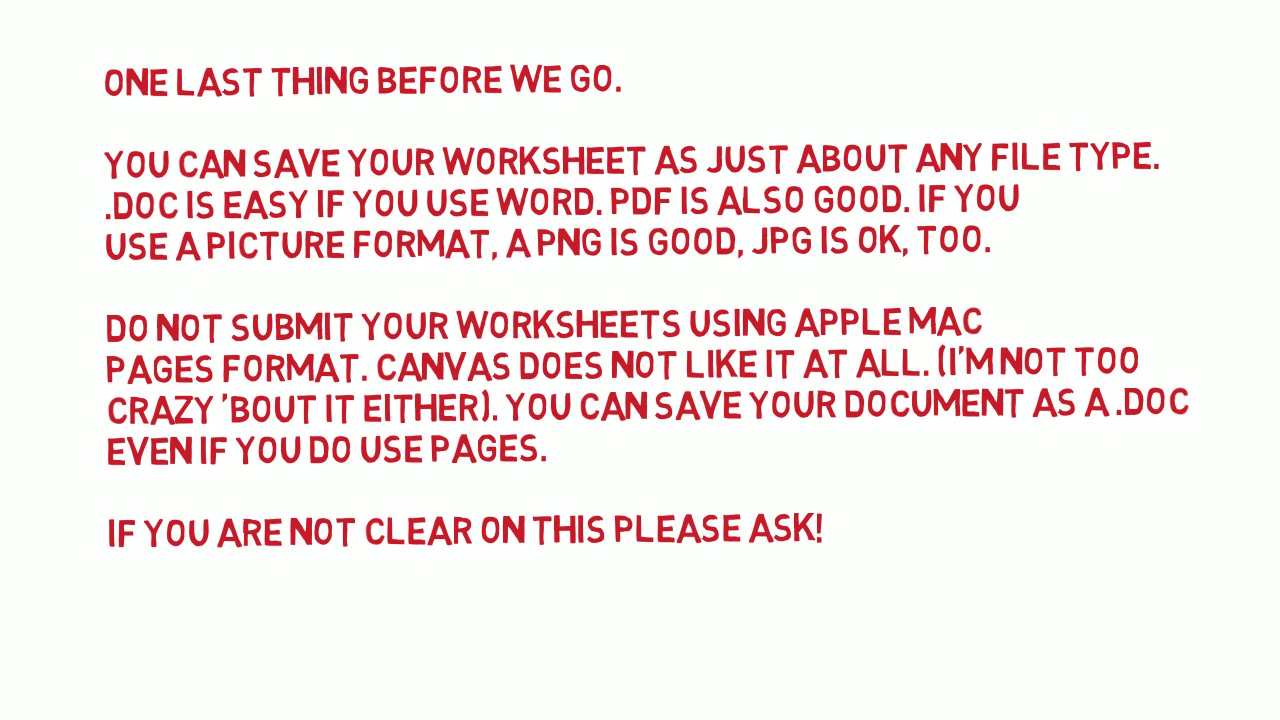 ONE LAST THING BEFORE WE GO.
YOU CAN SAVE YOUR WORKSHEET AS JUST ABOUT ANY FILE TYPE.
.DOC IS EASY IF YOU USE WORD. PDF IS ALSO GOOD. IF YOU
USE A PICTURE FORMAT, A PNG IS GOOD, JPG IS OK, TOO.
DO NOT SUBMIT YOUR WORKSHEETS USING APPLE MAC
PAGES FORMAT. CANVAS DOES NOT LIKE IT AT ALL. (I'M NOT TOO
CRAZY 'BOUT IT EITHER). YOU CAN SAVE YOUR DOCUMENT AS A .DOC
EVEN IF YOU DO USE PAGES.
IF YOU ARE NOT CLEAR ON THIS PLEASE ASK!